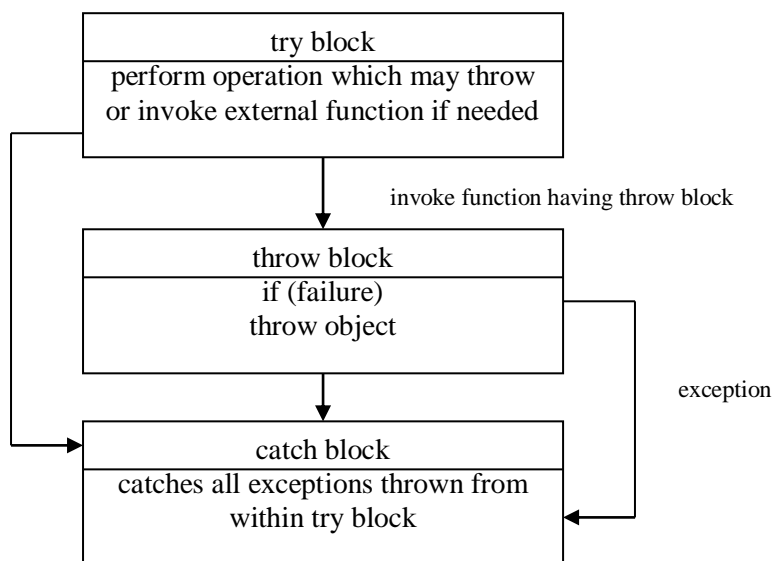 try block
perform operation which may throw
or invoke external function if needed
invoke function having throw block
throw block
if (failure)
throw object
exception
catch block
catches all exceptions thrown from
within try block